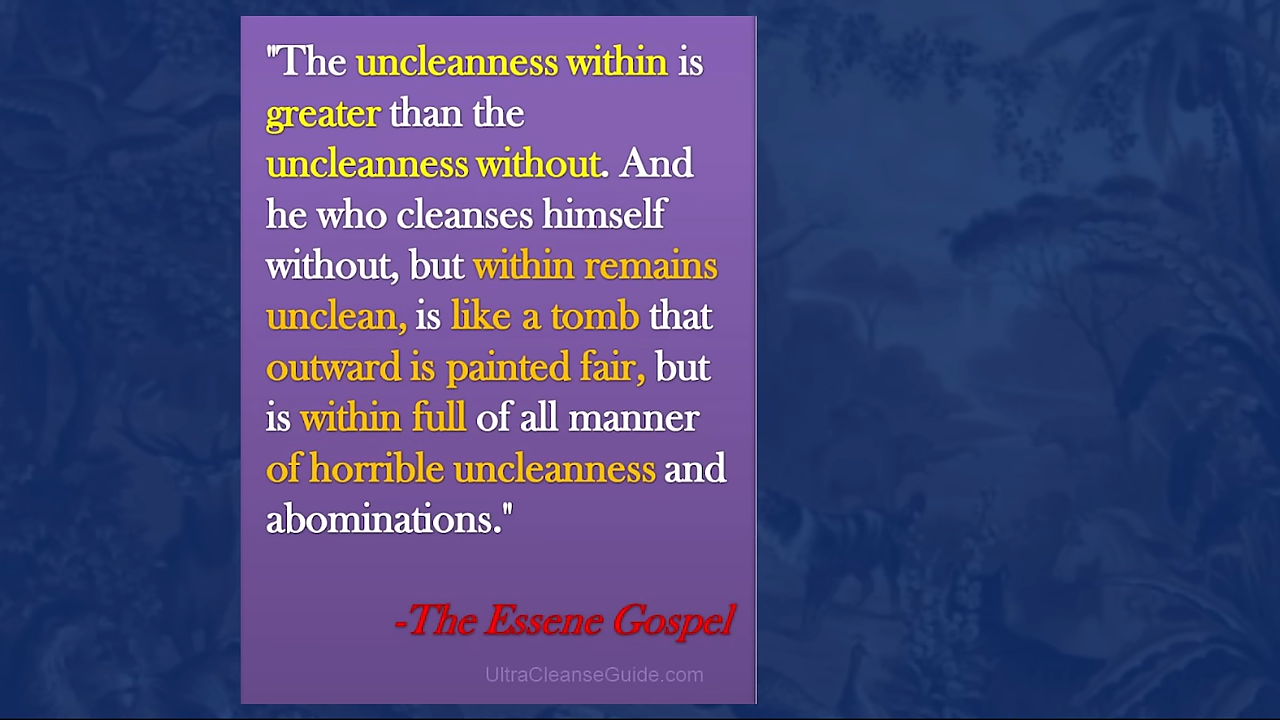 "The uncleanness within is
greater than the
uncleanness without. And
he who cleanses himself
without, but within remains
unclean, is like a tomb that
outward is painted fair, but
is within full of all manner
of horrible uncleanness and
abominations."
-The Essene Gospel
UltraCleanseGuide.com